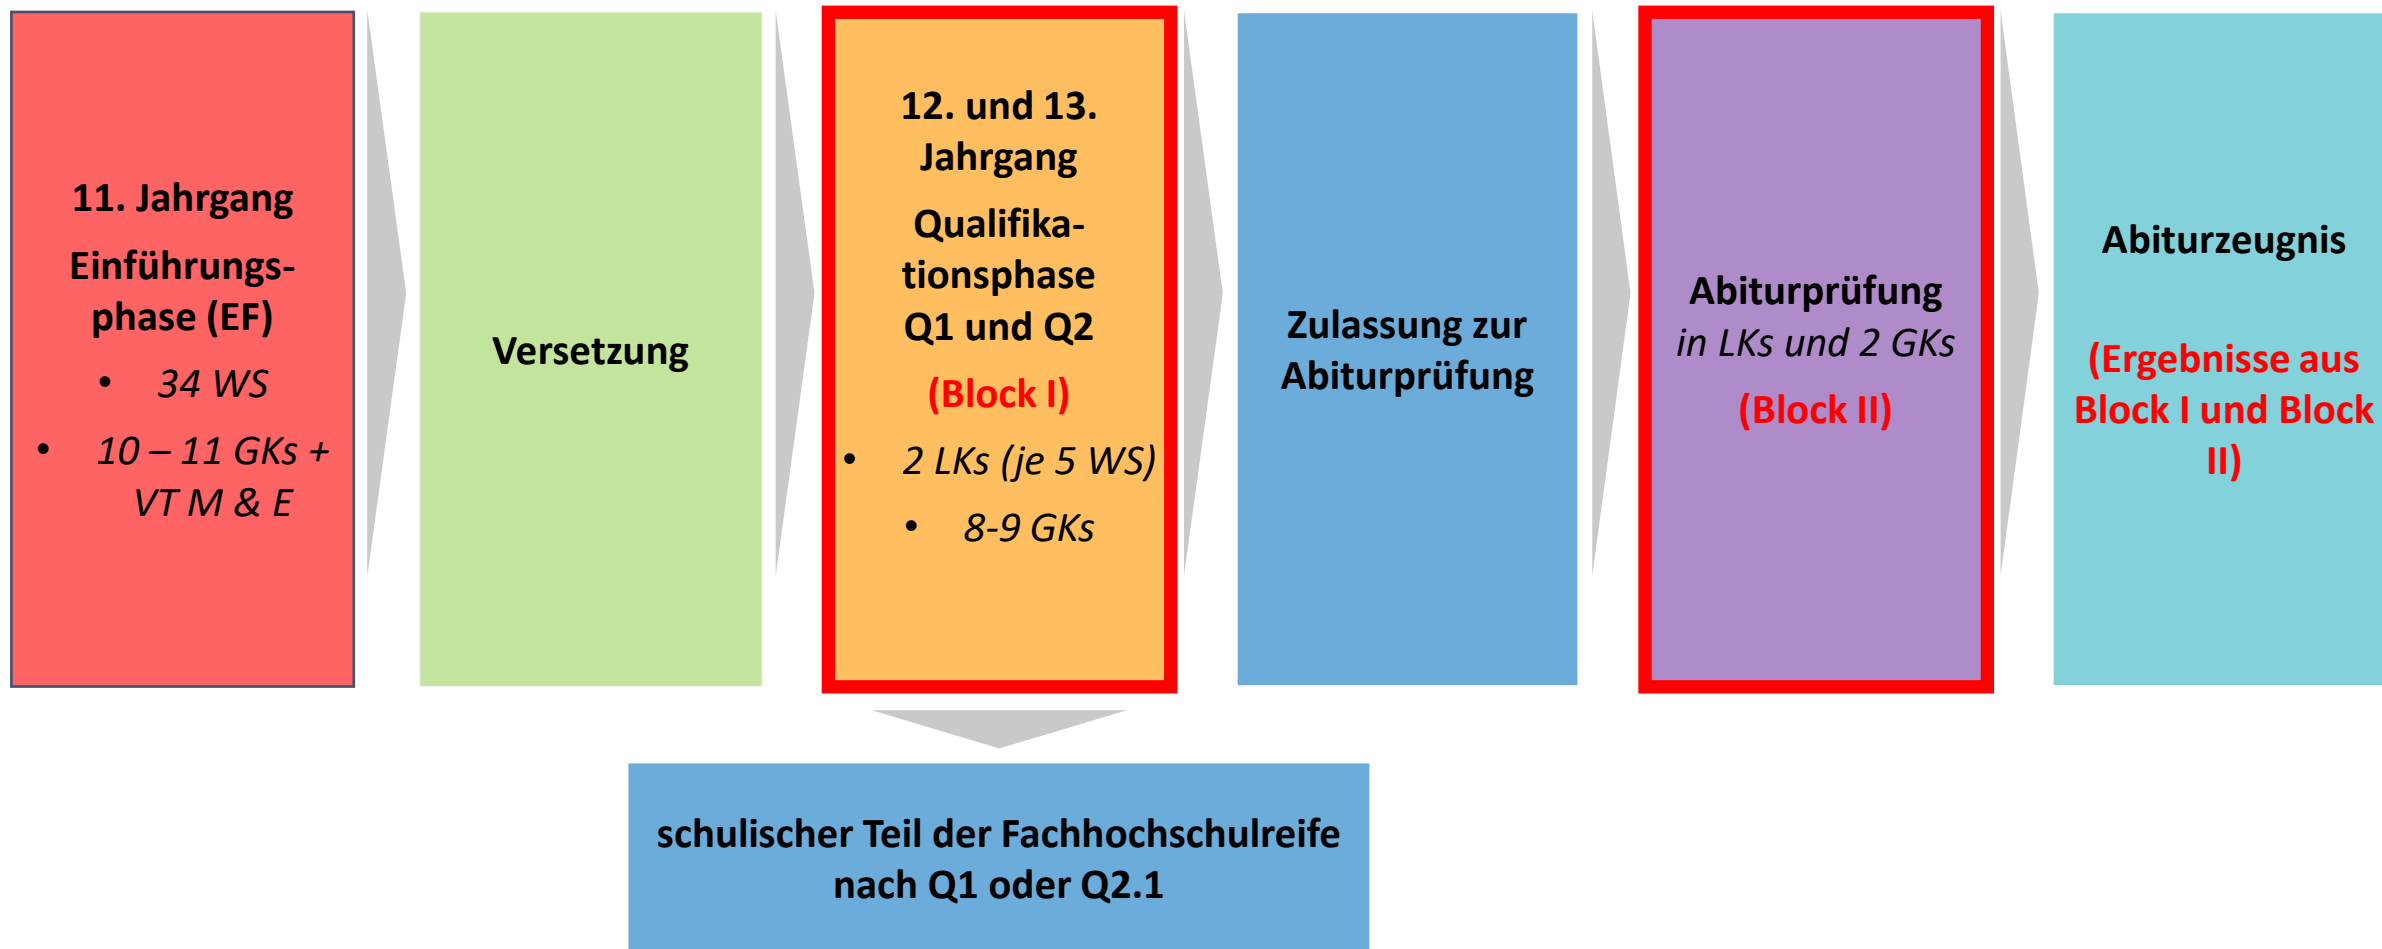 11. Jahrgang
Einführungs-
phase (EF)
• 34 WS
• 10 – 11 GKs +
VT M & E
Versetzung
12. und 13.
Jahrgang
Qualifika-
tionsphase
Q1 und Q2
(Block I)
• 2 LKs (je 5 WS)
• 8-9 GKs
Zulassung zur
Abiturprüfung
Abiturprüfung
in LKs und 2 GKs
(Block II)
Abiturzeugnis
(Ergebnisse aus
Block I und Block
II)
schulischer Teil der Fachhochschulreife
nach Q1 oder Q2.1